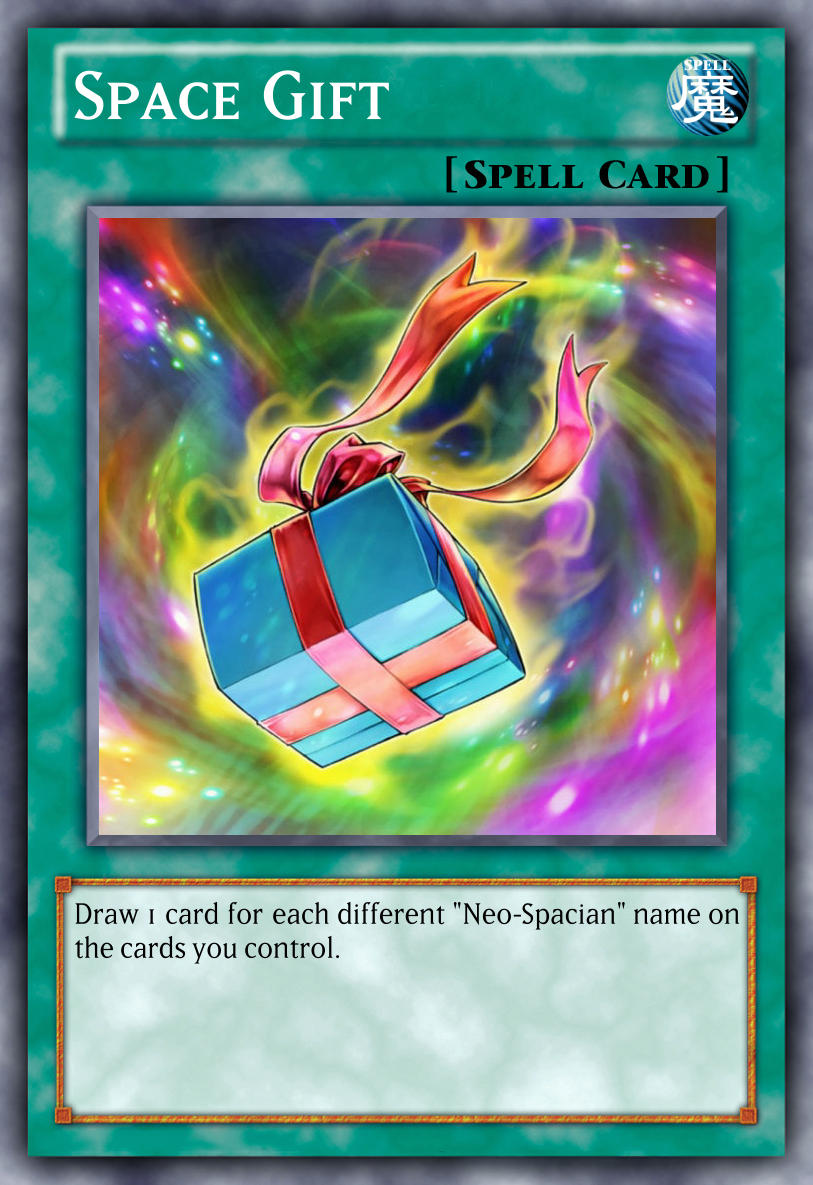 Space Gift
SPELL
魔
[Spell Card]
Draw 1 card for each different "Neo-Spacian" name on
the cards you control.